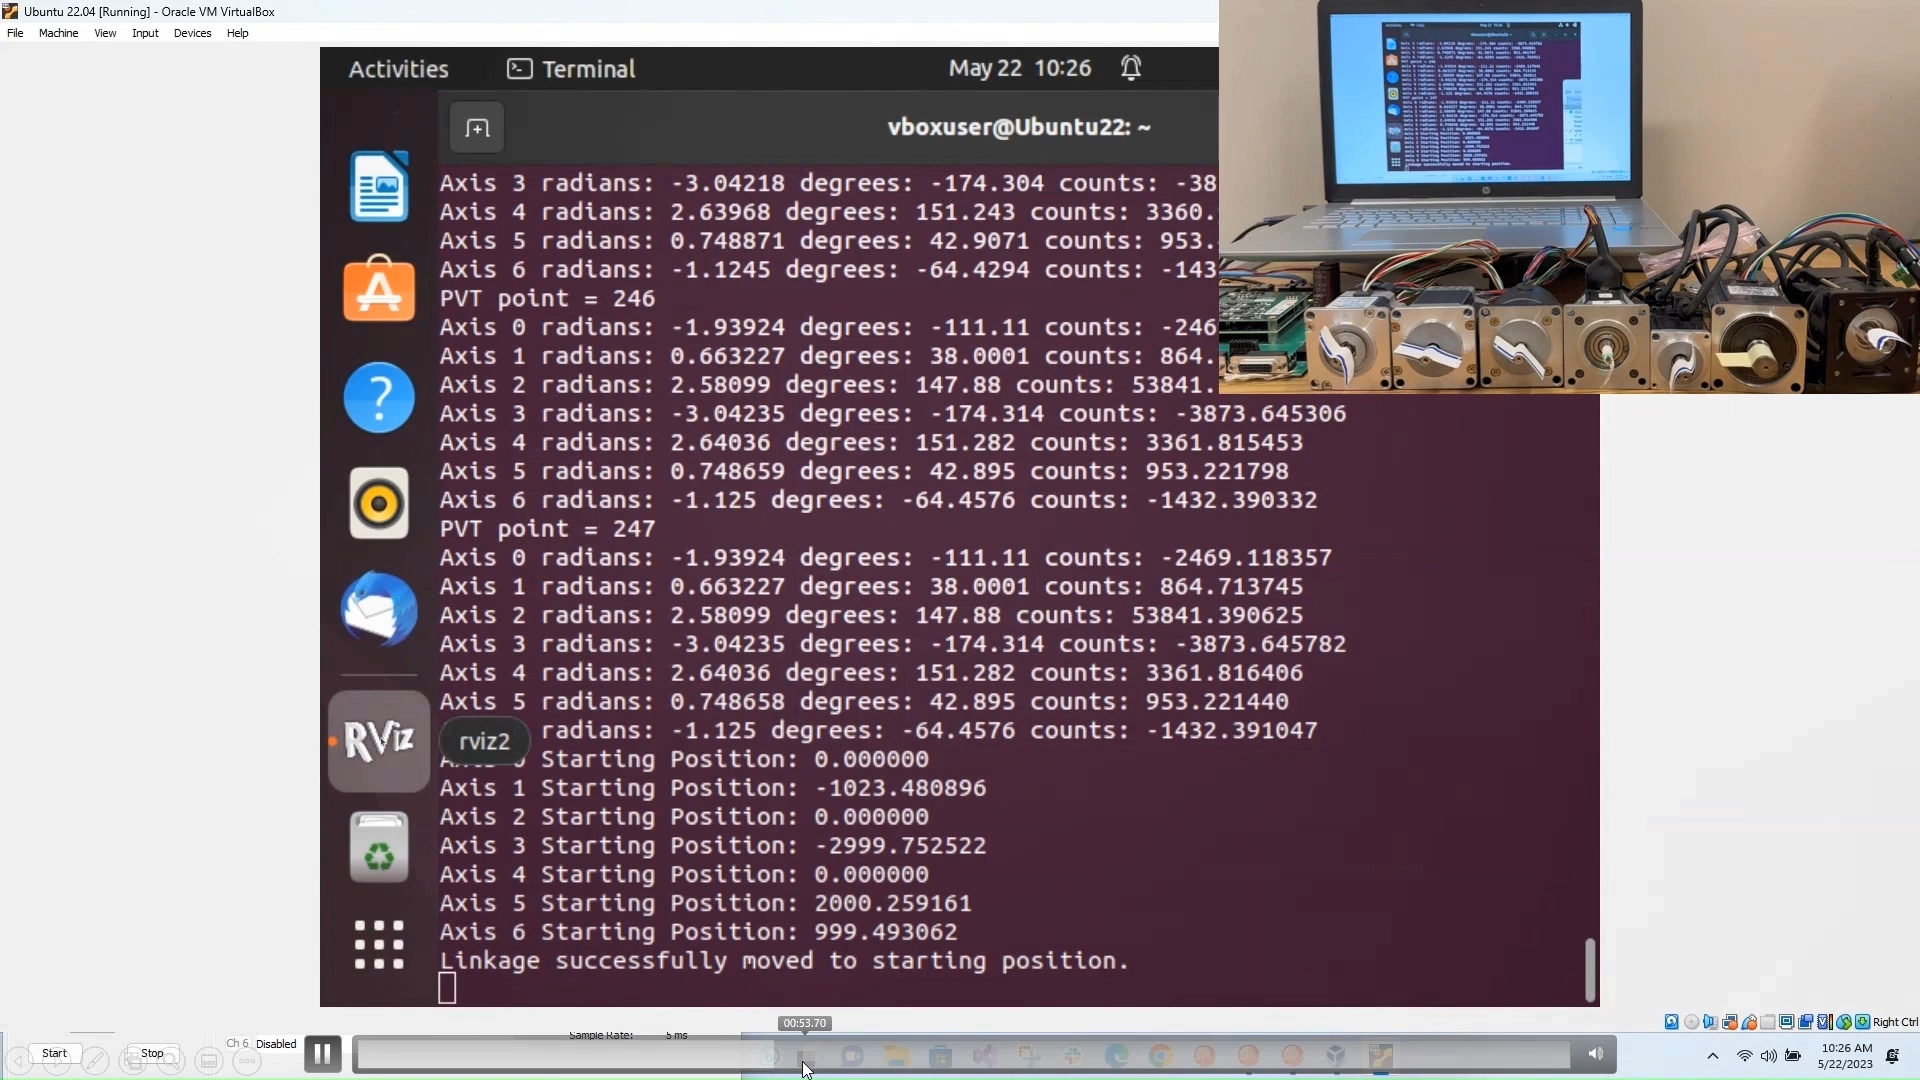 Ubuntu 22.04 [Running] - Oracle VM VirtualBox
File Machine View Input Devices Help
Activities Terminal May 22 10:26
vboxuser@Ubuntu22: ~
Axis 3 radians: -3.04218 degrees: -174.304 counts: -38
Axis 4 radians: 2.63968 degrees: 151.243 counts: 3360.
Axis 5 radians: 0.748871 degrees: 42.9071 counts: 953.
Axis 6 radians: -1.1245 degrees: -64.4294 counts: -143
PVT point = 246
Axis 0 radians: -1.93924 degrees: -111.11 counts: -246
Axis 1 radians: 0.663227 degrees: 38.0001 counts: 864.
Axis 2 radians: 2.58099 degrees: 147.88 counts: 53841.
Axis 3 radians: -3.04235 degrees: -174.314 counts: -3873.645306
Axis 4 radians: 2.64036 degrees: 151.282 counts: 3361.815453
Axis 5 radians: 0.748659 degrees: 42.895 counts: 953.221798
Axis 6 radians: -1.125 degrees: -64.4576 counts: -1432.390332
PVT point = 247
Axis 0 radians: -1.93924 degrees: -111.11 counts: -2469.118357
Axis 1 radians: 0.663227 degrees: 38.0001 counts: 864.713745
Axis 2 radians: 2.58099 degrees: 147.88 counts: 53841.390625
Axis 3 radians: -3.04235 degrees: -174.314 counts: -3873.645782
Axis 4 radians: 2.64036 degrees: 151.282 counts: 3361.816406
Axis 5 radians: 0.748658 degrees: 42.895 counts: 953.221440
radians: -1.125 degrees: -64.4576 counts: -1432.391047
RViz rviz2
Starting Position: 0.000000
Axis 1 Starting Position: -1023.480896
Axis 2 Starting Position: 0.000000
Axis 3 Starting Position: -2999.752522
Axis 4 Starting Position: 0.000000
Axis 5 Starting Position: 2000.259161
Axis 6 Starting Position: 999.493062
Linkage successfully moved to starting position.
00:53.70
Right Ctrl
Sample Rate: 5 ms
Start Stop Ch 6 Disabled
10:26 AM
5/22/2023